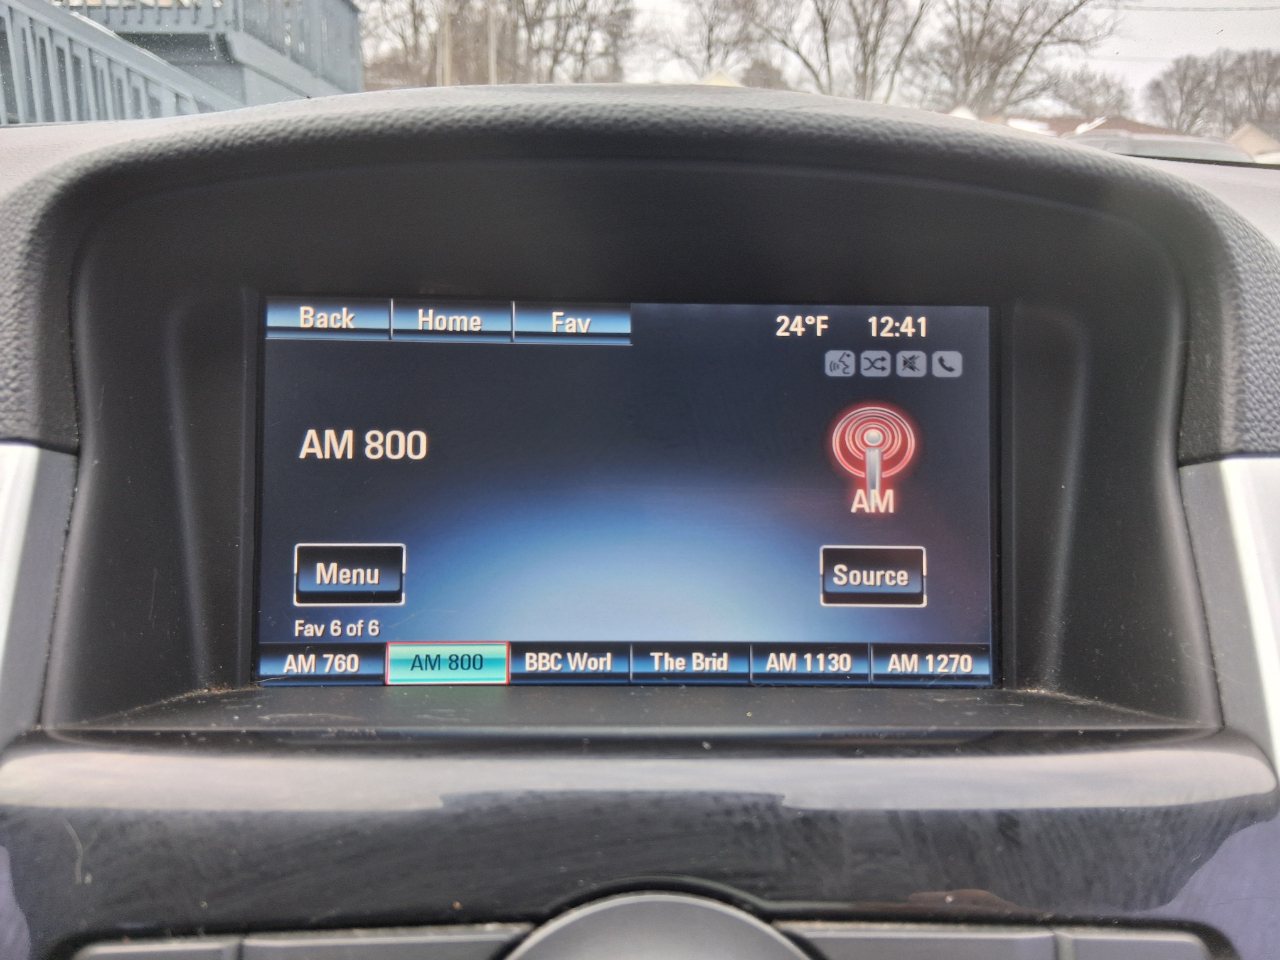 Back Home Fav 24°F 12:41
AM 800
AM
Menu Source
Fav 6 of 6
AM 760 AM 800 BBC Worl The Brid AM 1130 AM 1270